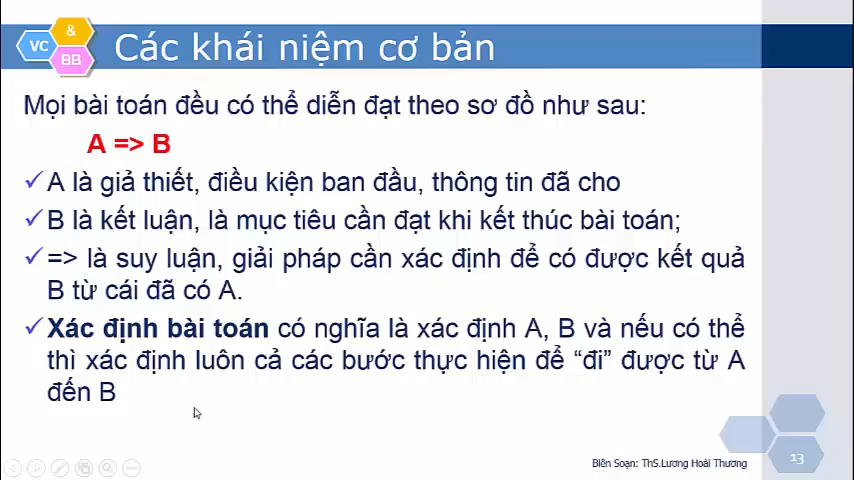 VC
&
BB
Các khái niệm cơ bản
Mọi bài toán đều có thể diễn đạt theo sơ đồ như sau:
A => B
A là giả thiết, điều kiện ban đầu, thông tin đã cho
B là kết luận, là mục tiêu cần đạt khi kết thúc bài toán;
=> là suy luận, giải pháp cần xác định để có được kết quả
B từ cái đã có A.
Xác định bài toán có nghĩa là xác định A, B và nếu có thể
thì xác định luôn cả các bước thực hiện để “đi” được từ A
đến B
Biên Soạn: ThS.Lương Hoài Thương
13